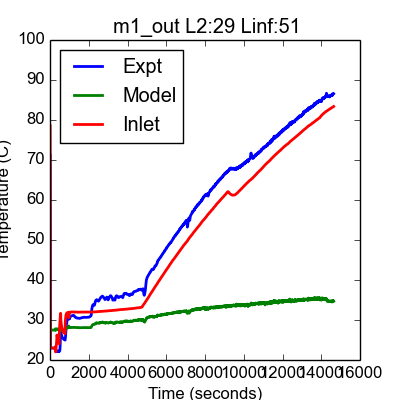 m1_out L2:29 Linf:51
100
90
80
70
60
50
40
30
20
Temperature (C)
Expt
Model
Inlet
0 2000 4000 6000 8000 10000 12000 14000 16000
Time (seconds)